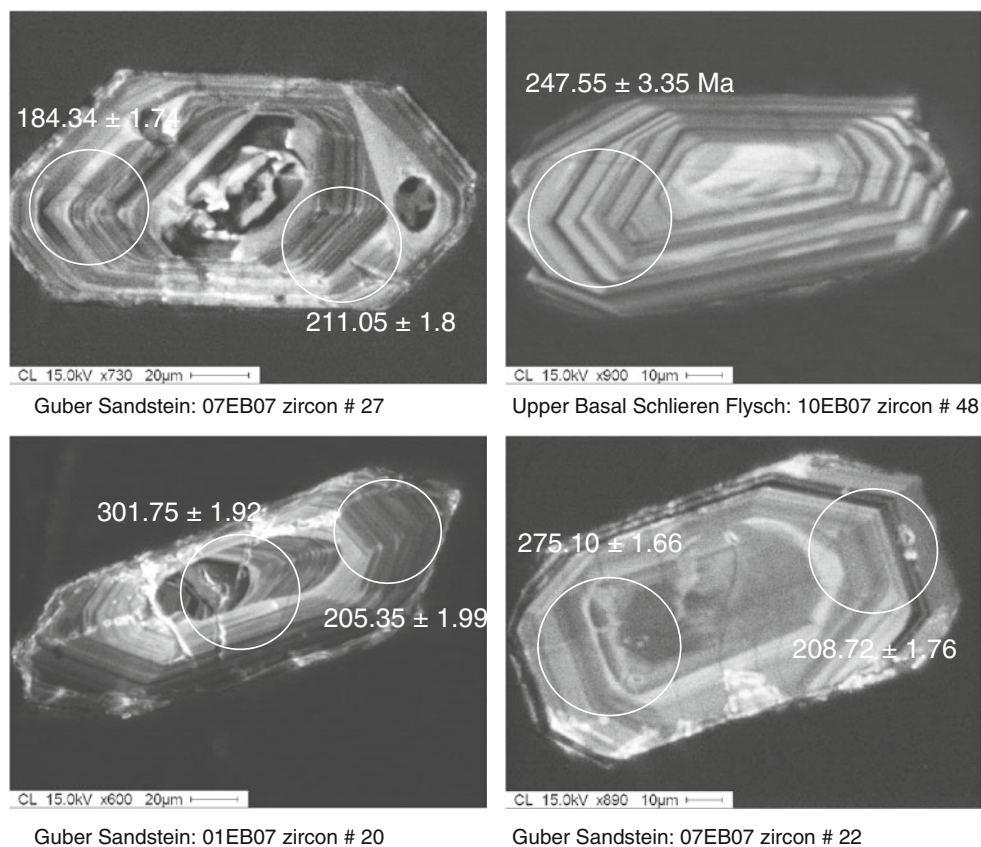 184.34 ± 1.74
211.05 ± 1.8
CL 15.0kV x730 20µm
Guber Sandstein: 07EB07 zircon # 27
247.55 ± 3.35 Ma
CL 15.0kV x900 10µm
Upper Basal Schlieren Flysch: 10EB07 zircon # 48
301.75 ± 1.92
205.35 ± 1.99
CL 15.0kV x600 20µm
Guber Sandstein: 01EB07 zircon # 20
275.10 ± 1.66
208.72 ± 1.76
CL 15.0kV x890 10µm
Guber Sandstein: 07EB07 zircon # 22